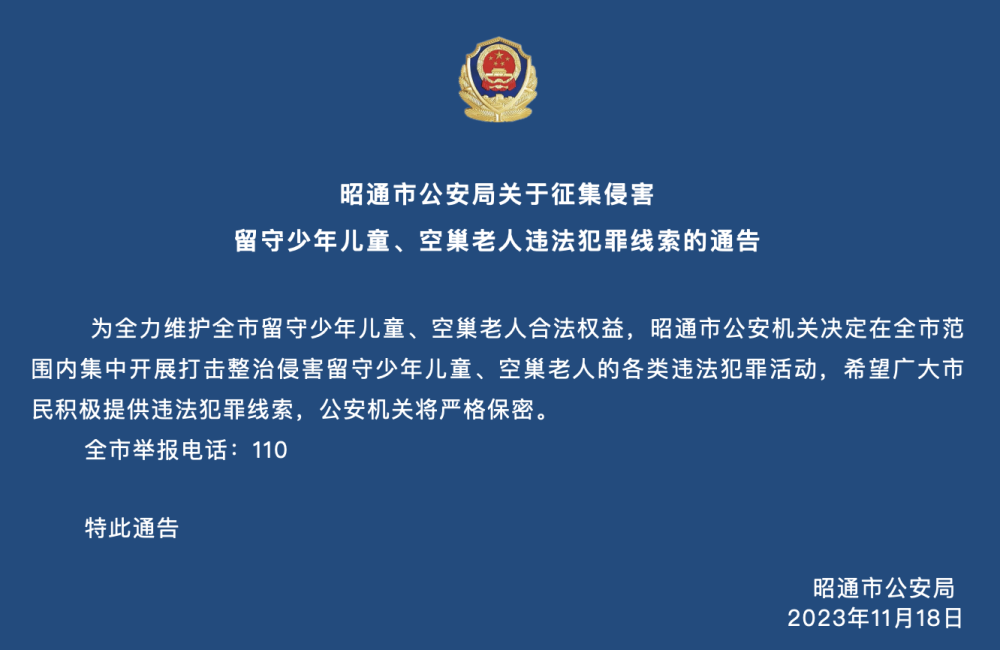 昭通市公安局关于征集侵害
留守少年儿童、空巢老人违法犯罪线索的通告
为全力维护全市留守少年儿童、空巢老人合法权益，昭通市公安机关决定在全市范
围内集中开展打击整治侵害留守少年儿童、空巢老人的各类违法犯罪活动，希望广大市
民积极提供违法犯罪线索，公安机关将严格保密。
全市举报电话：110
特此通告
昭通市公安局
2023年11月18日